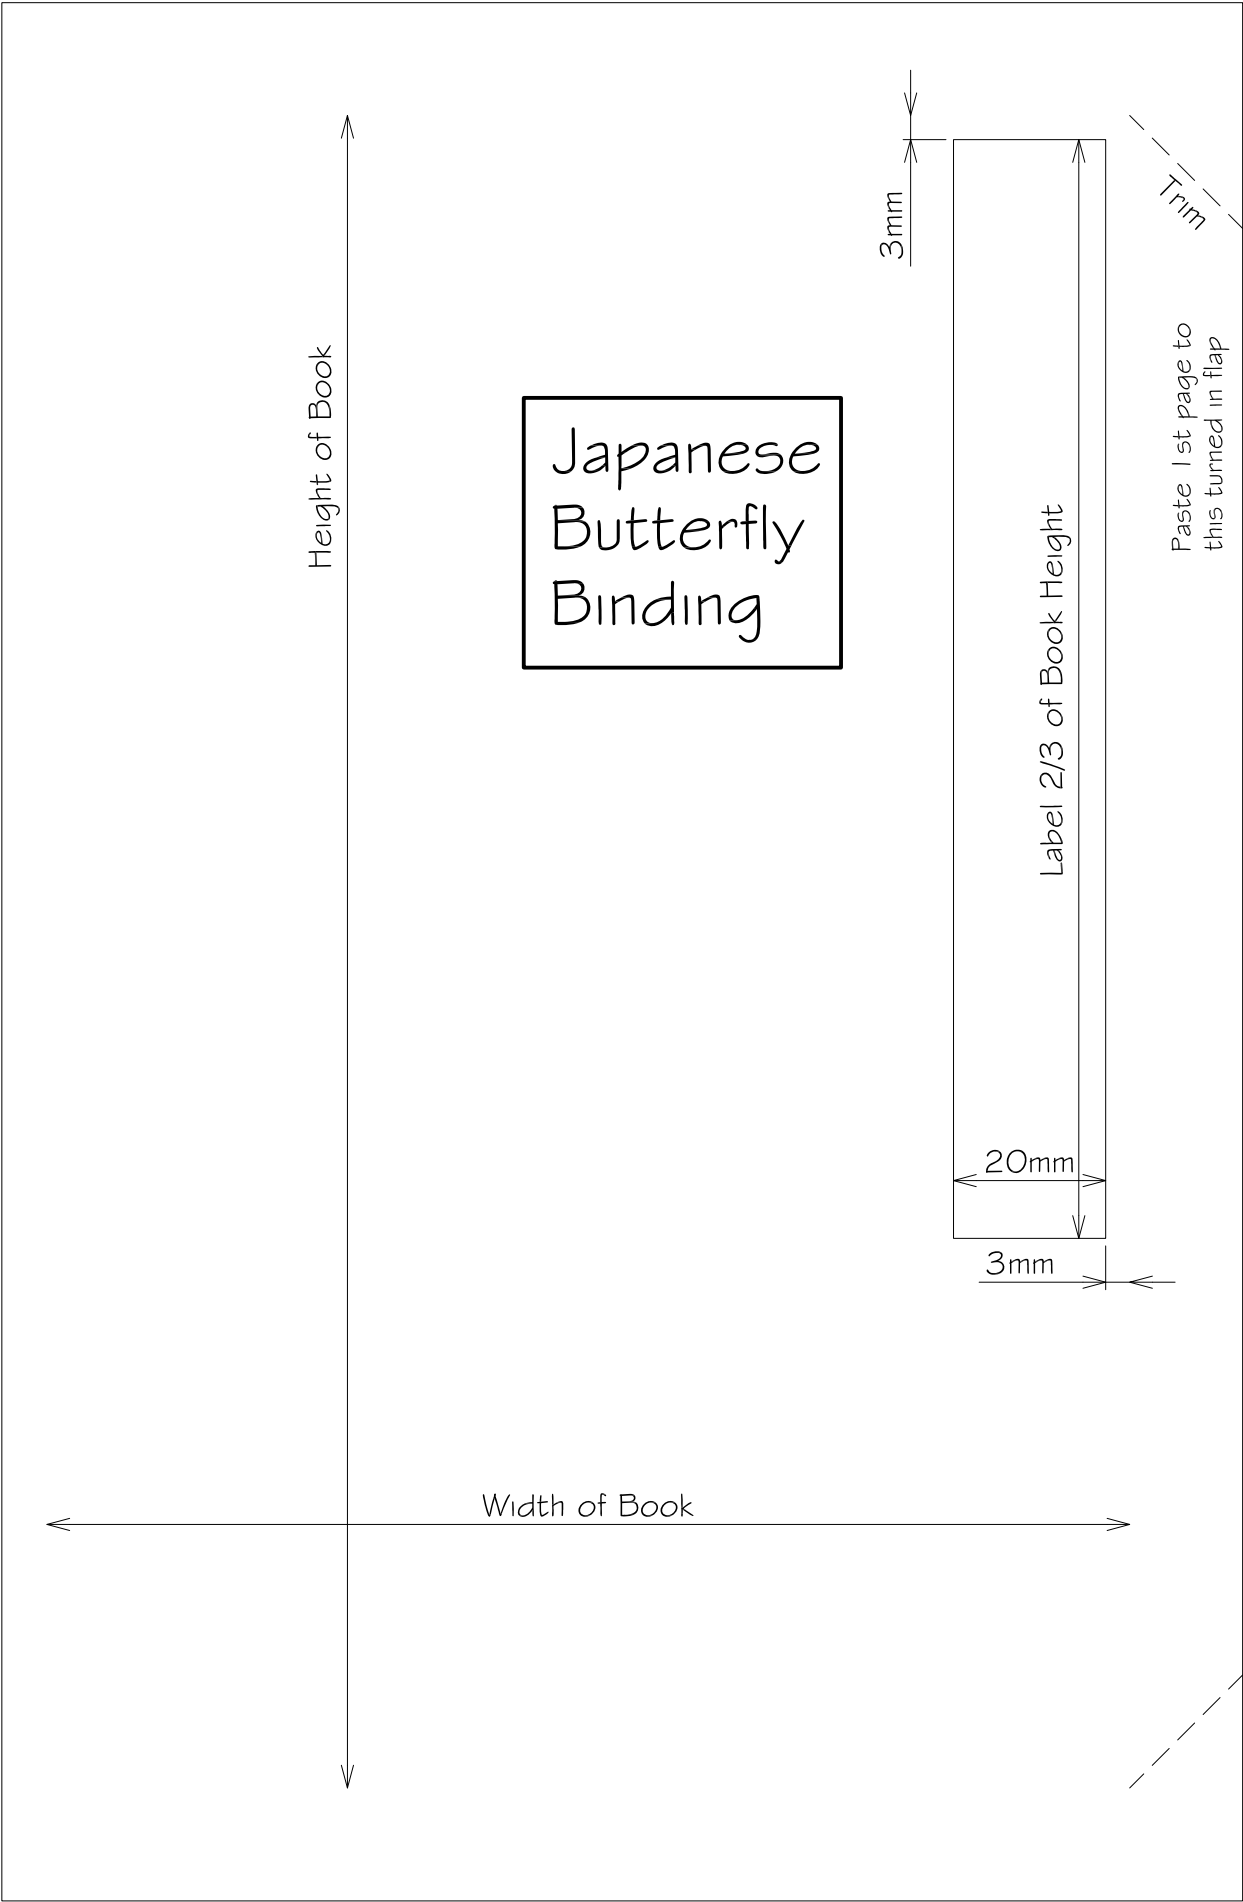 3mm
Trim
Height of Book
Paste 1st page to
this turned in flap
Japanese
Butterfly
Binding
Label 2/3 of Book Height
20mm
3mm
Width of Book